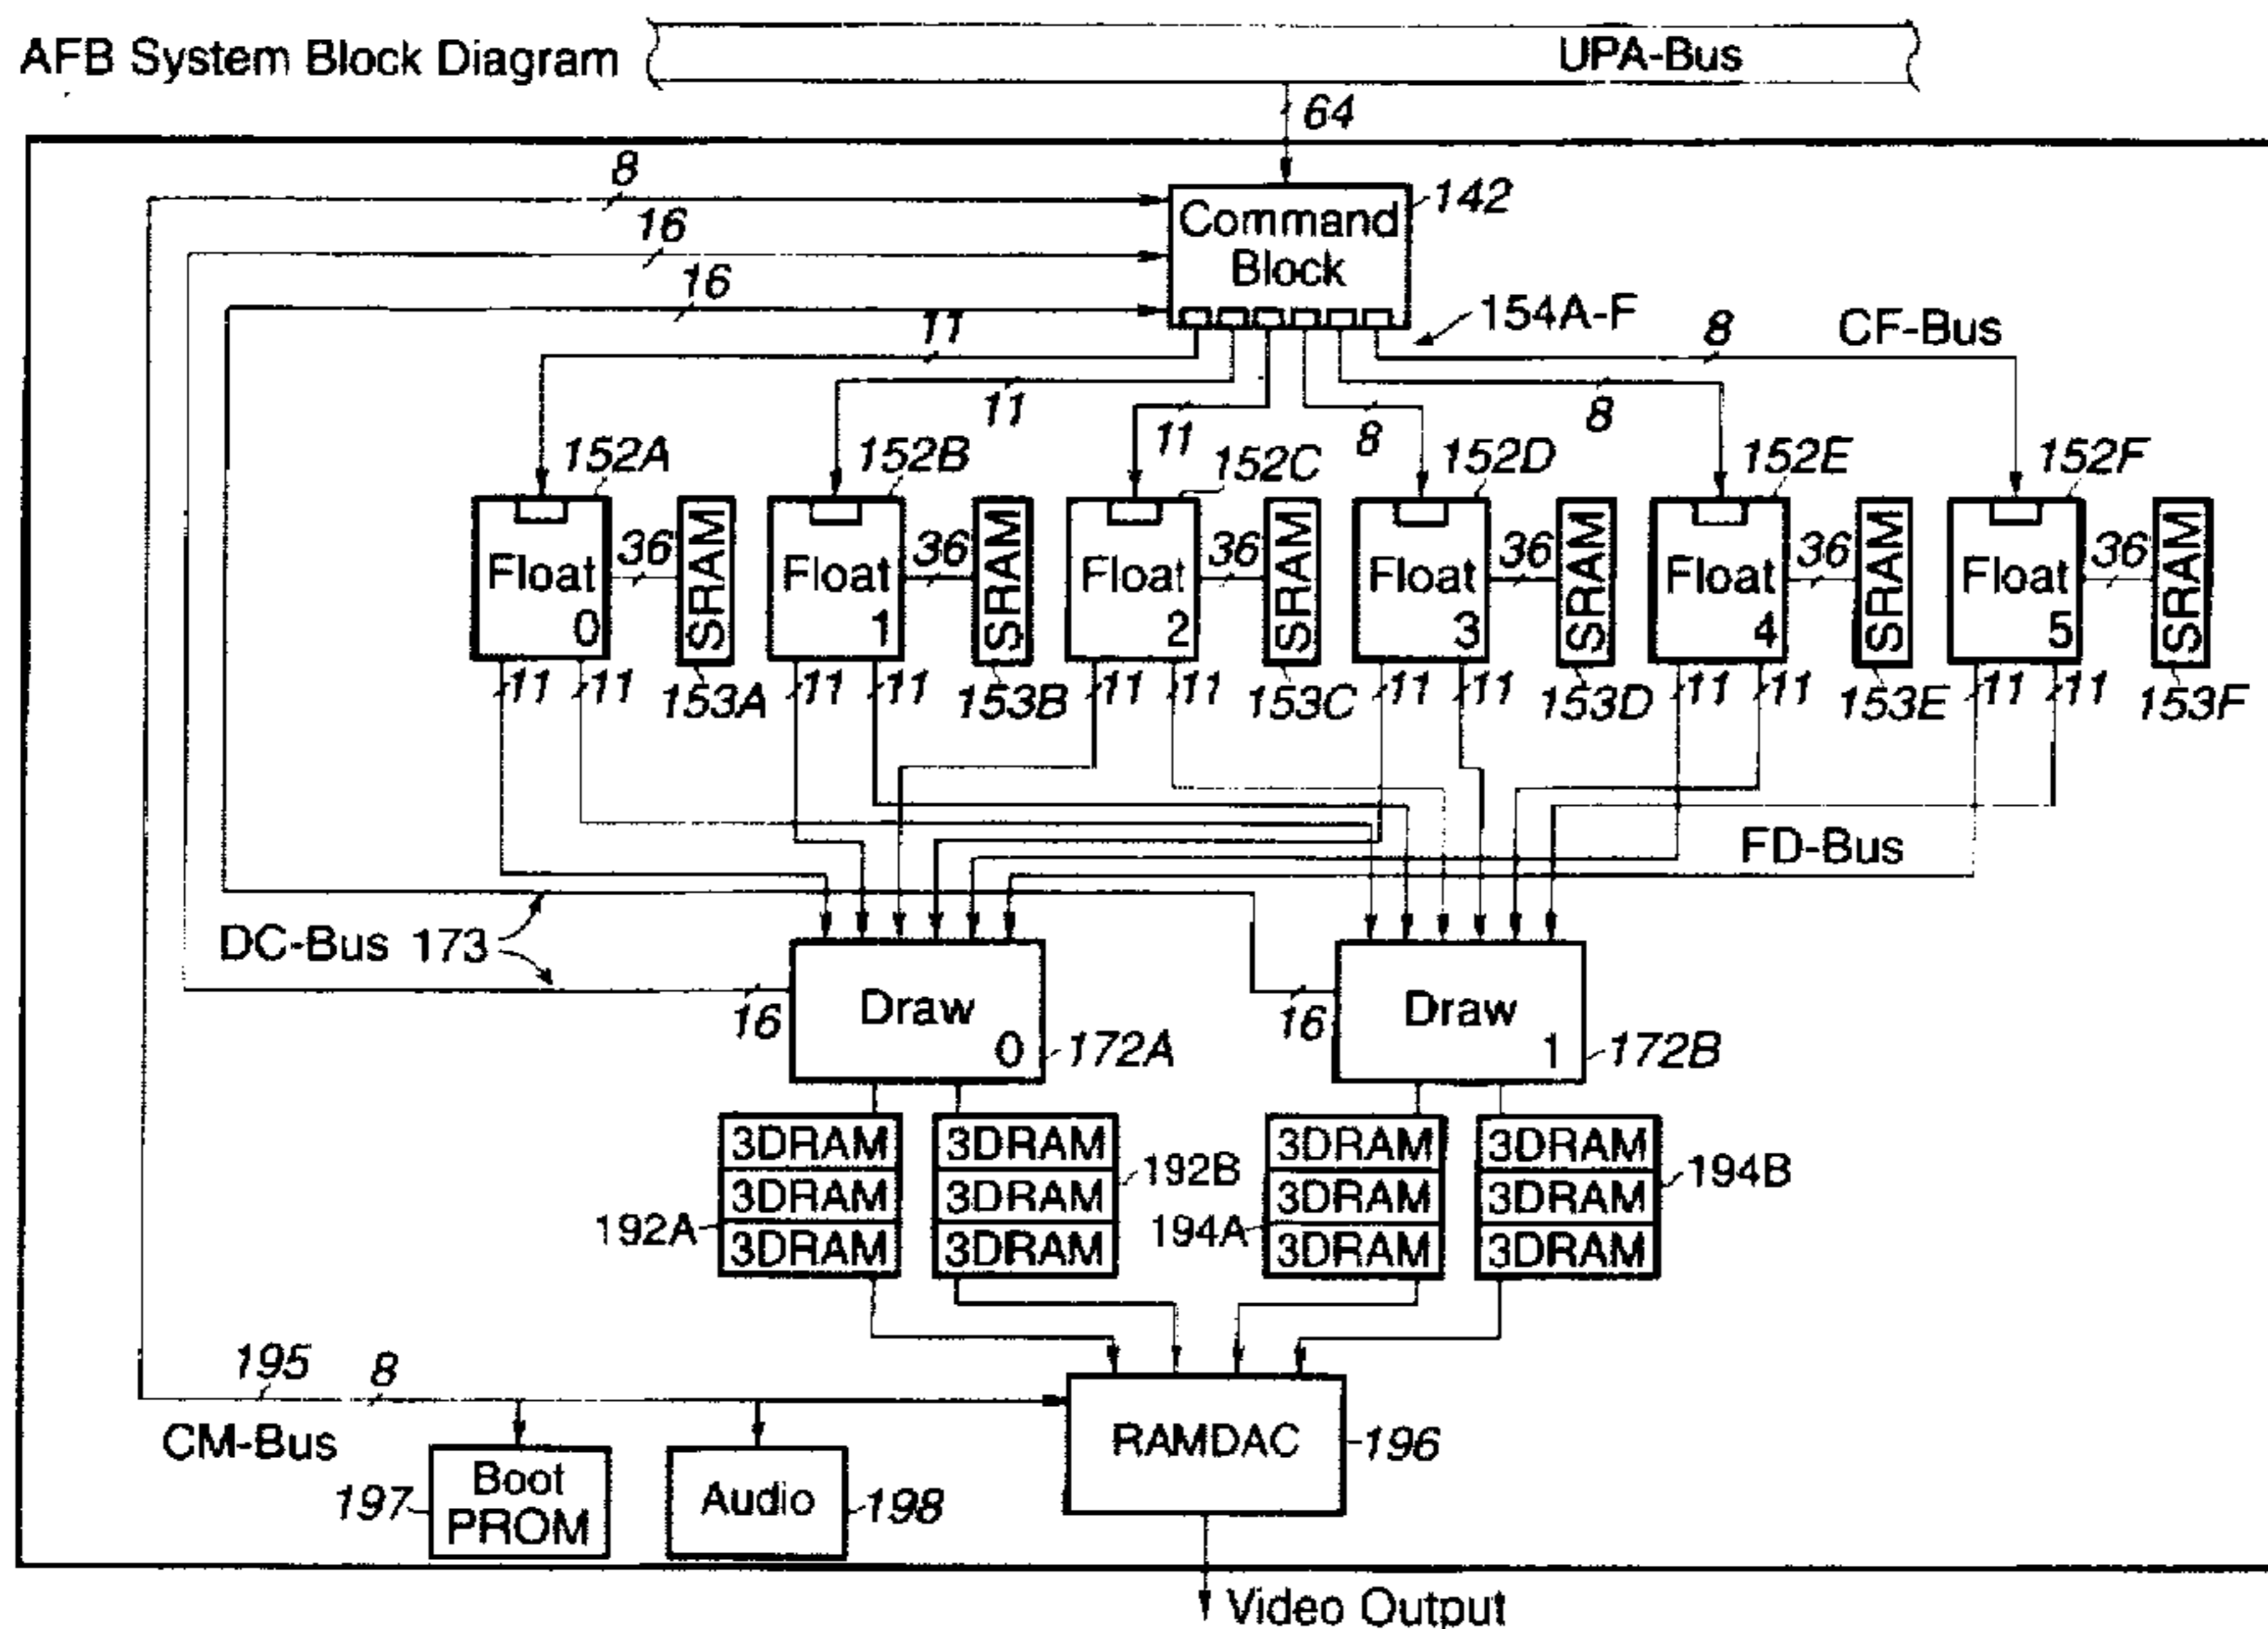 AFB System Block Diagram
UPA-Bus
64
8
16
16
Command
Block
142
154A-F
11
11
11
8
8
8
CF-Bus
152A
152B
152C
152D
152E
152F
Float
0
36
SRAM
Float
1
36
SRAM
Float
2
36
SRAM
Float
3
36
SRAM
Float
4
36
SRAM
Float
5
36
SRAM
11
11
153A
11
11
153B
11
11
153C
11
11
153D
11
11
153E
11
11
153F
FD-Bus
DC-Bus 173
16
Draw
0
172A
16
Draw
1
172B
3DRAM
3DRAM
3DRAM
192A
3DRAM
3DRAM
3DRAM
192B
3DRAM
3DRAM
3DRAM
194A
3DRAM
3DRAM
3DRAM
194B
195
8
CM-Bus
Boot
PROM
197
Audio
198
RAMDAC
196
Video Output